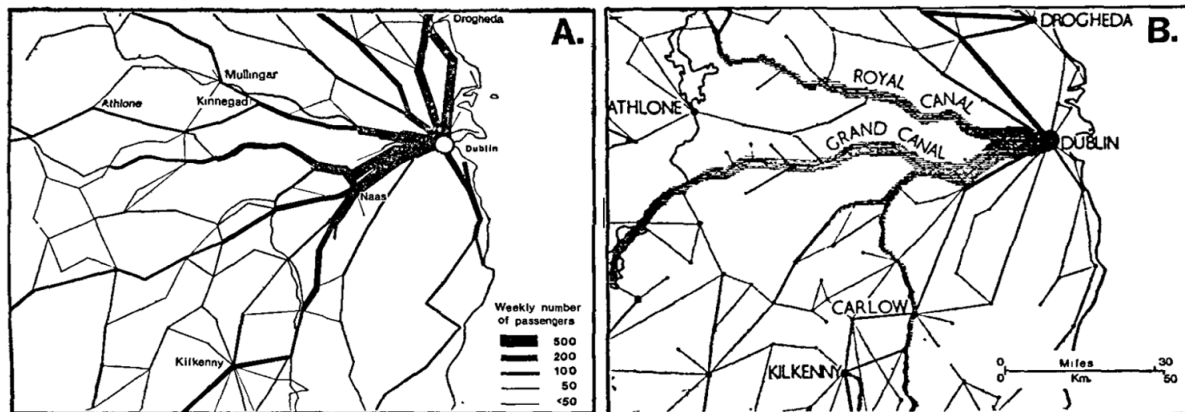 A.
Drogheda
Mullingar
Athlone
Kinnegad
Dublin
Naas
Kilkenny
Weekly number
of passengers
500
200
100
50
<50
B.
DROGHEDA
ROYAL CANAL
ATHLONE
GRAND CANAL
DUBLIN
CARLOW
KILKENNY
0 Miles 30
0 Km. 50